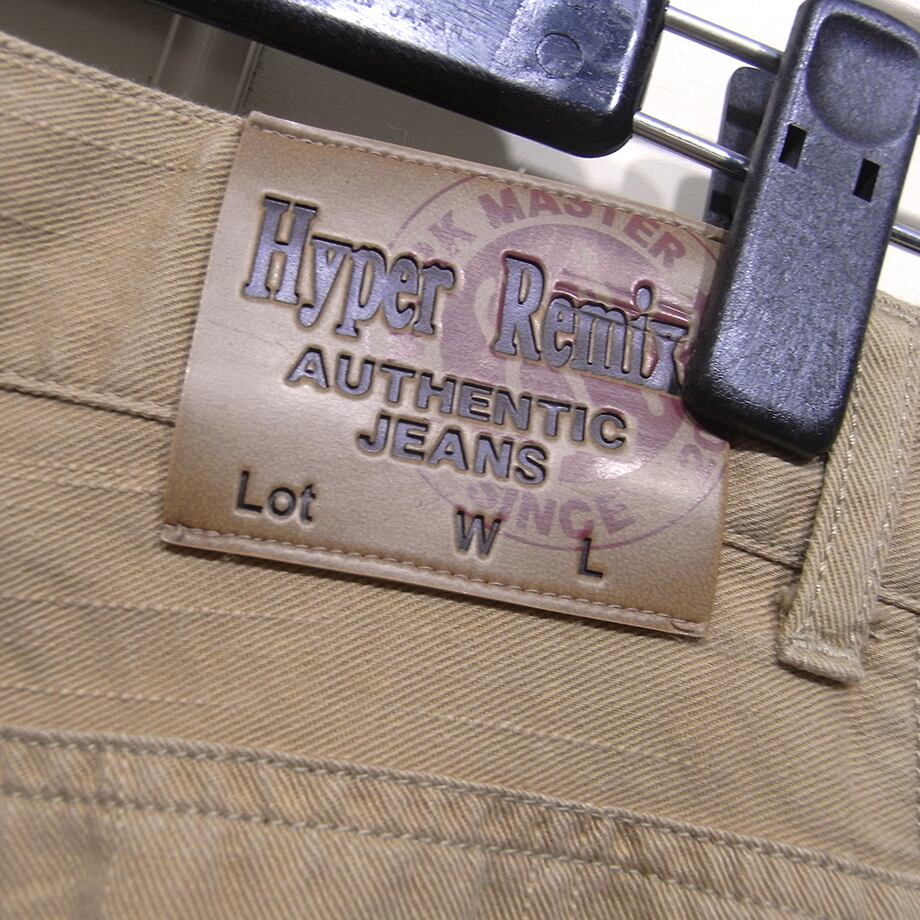 MASTER
Hyper Remix
AUTHENTIC
JEANS
SINCE
Lot W L